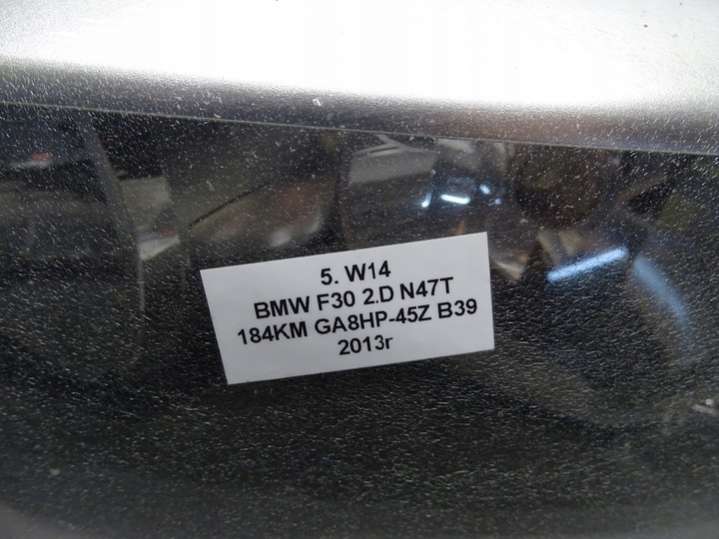 5. W14
BMW F30 2.D N47T
184KM GA8HP-45Z B39
2013r